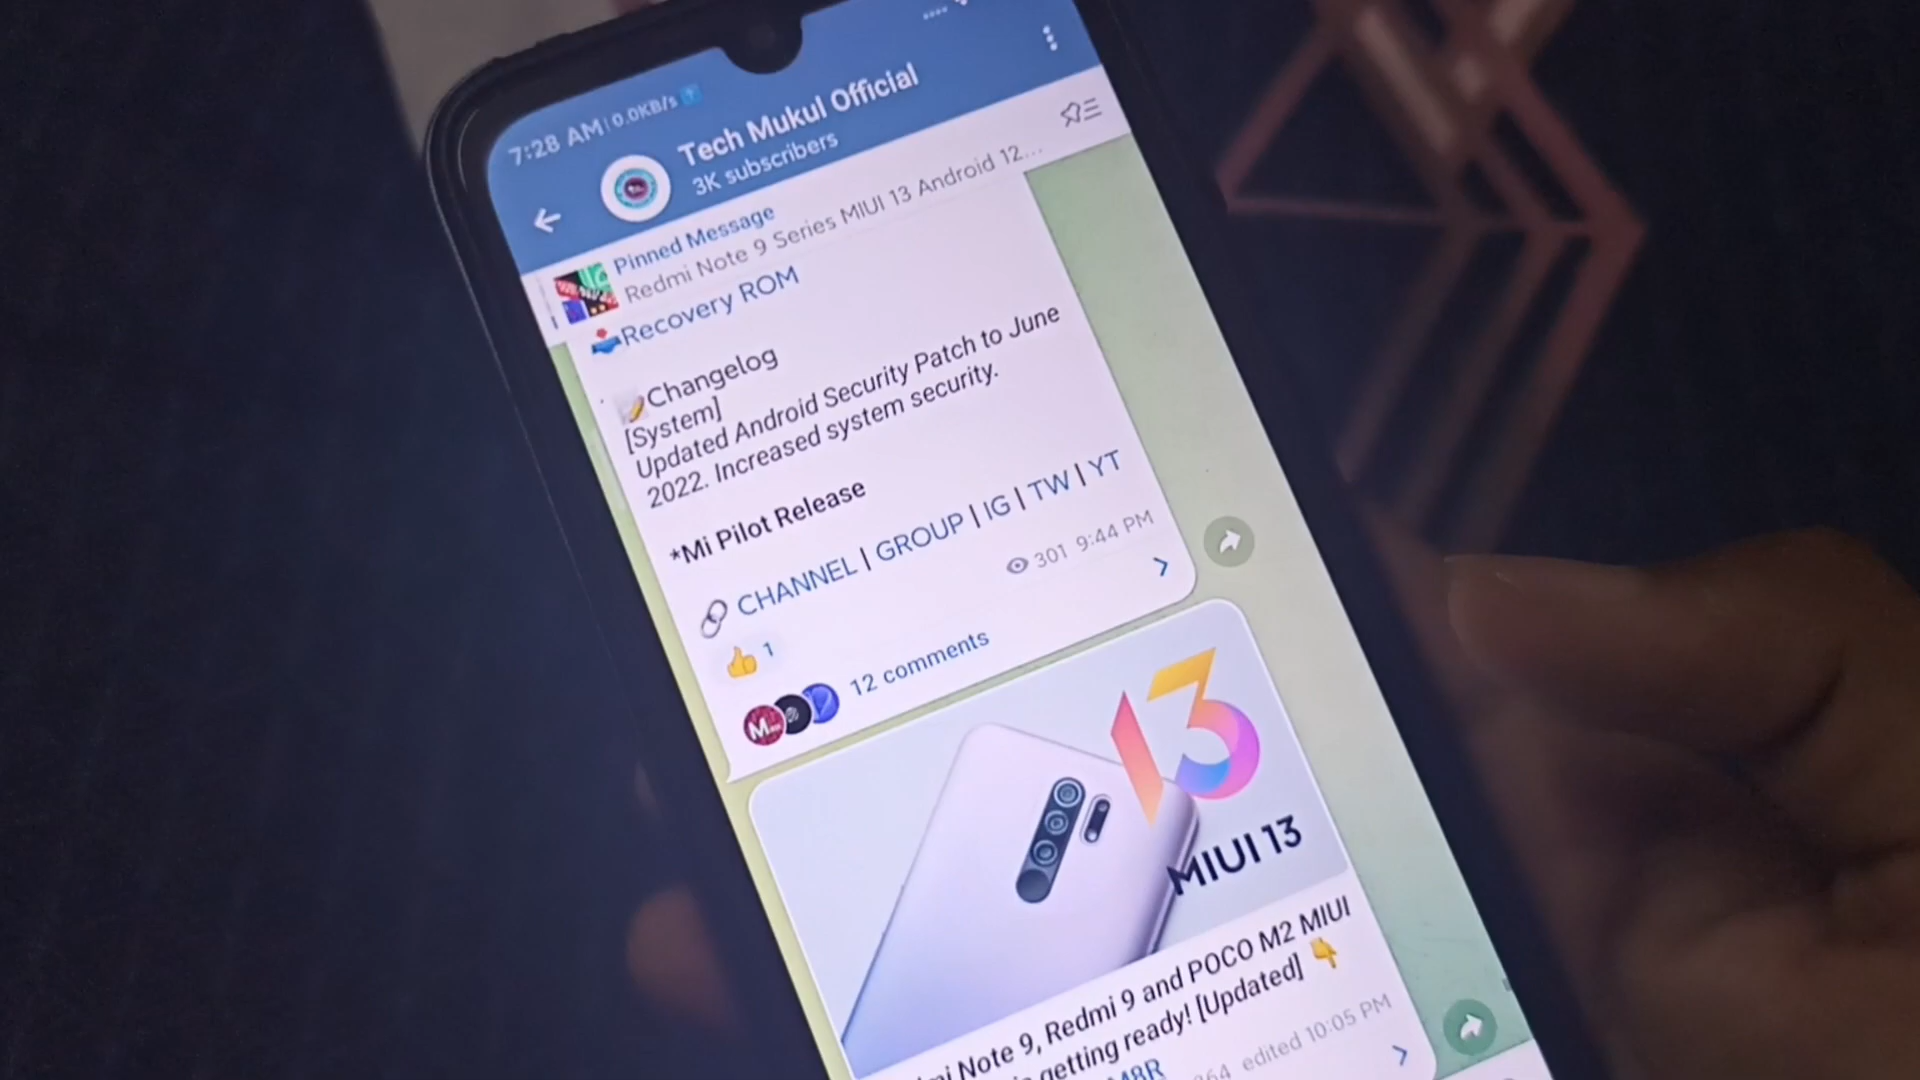 7:28 AM | 0.0KB/s
Tech Mukul Official
3K subscribers
Pinned Message
Redmi Note 9 Series MIUI 13 Android 12...
Recovery ROM
Changelog
[System]
Updated Android Security Patch to June
2022. Increased system security.
*Mi Pilot Release
CHANNEL | GROUP | IG | TW | YT
301 9:44 PM
1
12 comments
M
13
MIUI 13
Note 9, Redmi 9 and POCO M2 MIUI
getting ready! [Updated]
edited 10:05 PM